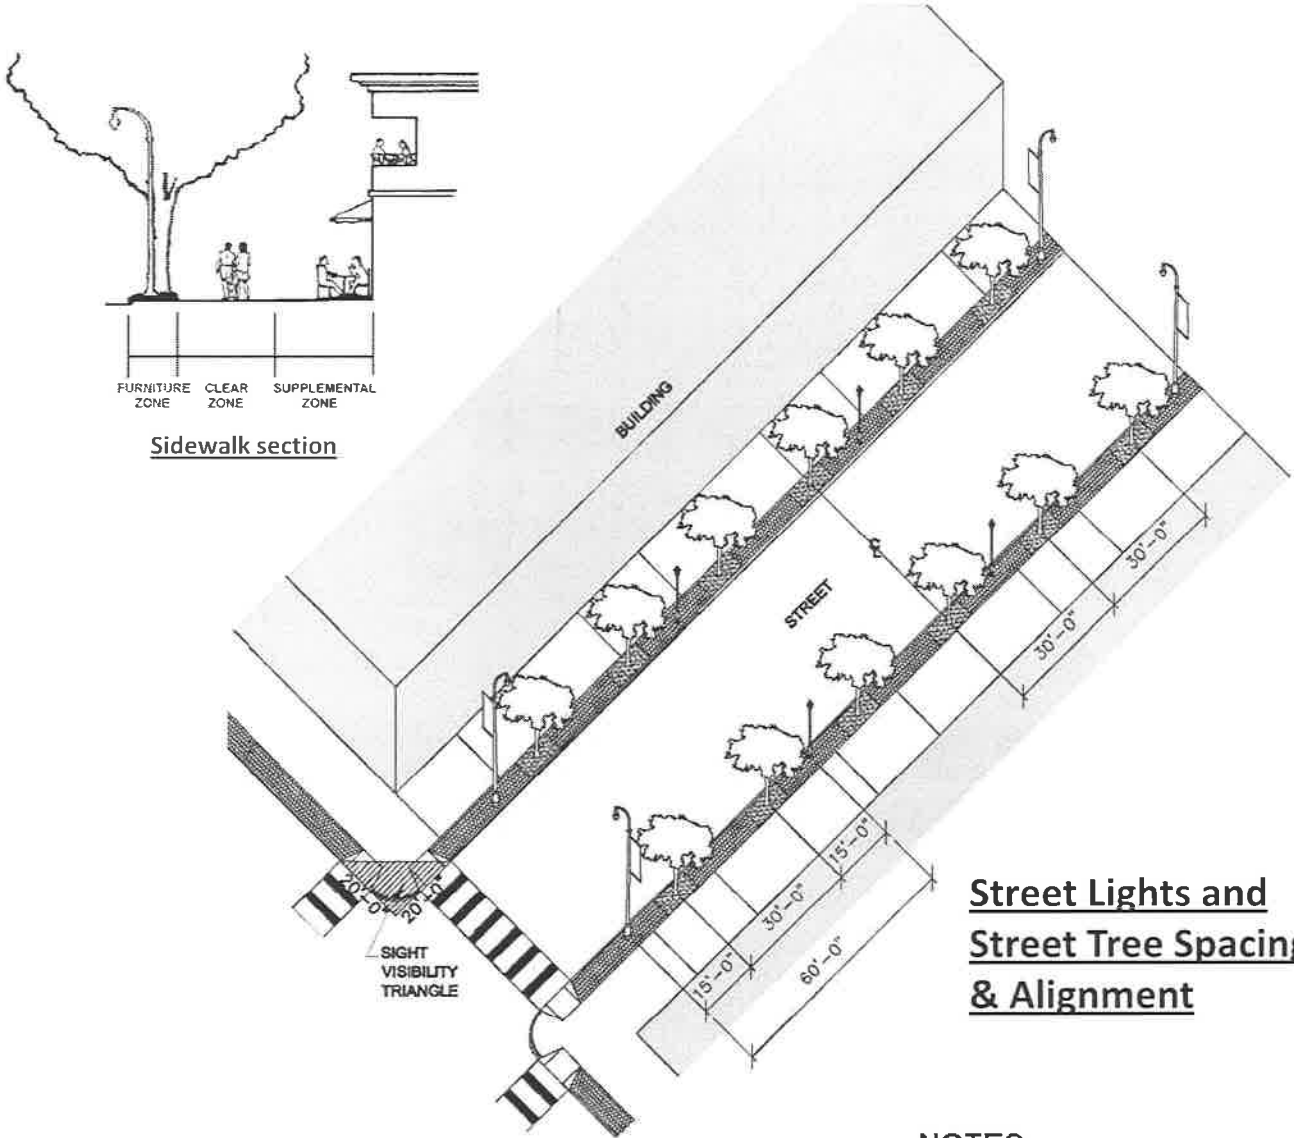 FURNITURE
ZONE
CLEAR
ZONE
SUPPLEMENTAL
ZONE
Sidewalk section
BUILDING
STREET
℄
30'-0"
30'-0"
15'-0"
30'-0"
15'-0"
60'-0"
20'-0"
20'-0"
SIGHT
VISIBILITY
TRIANGLE
Street Lights and
Street Tree Spacing
& Alignment
NOTES